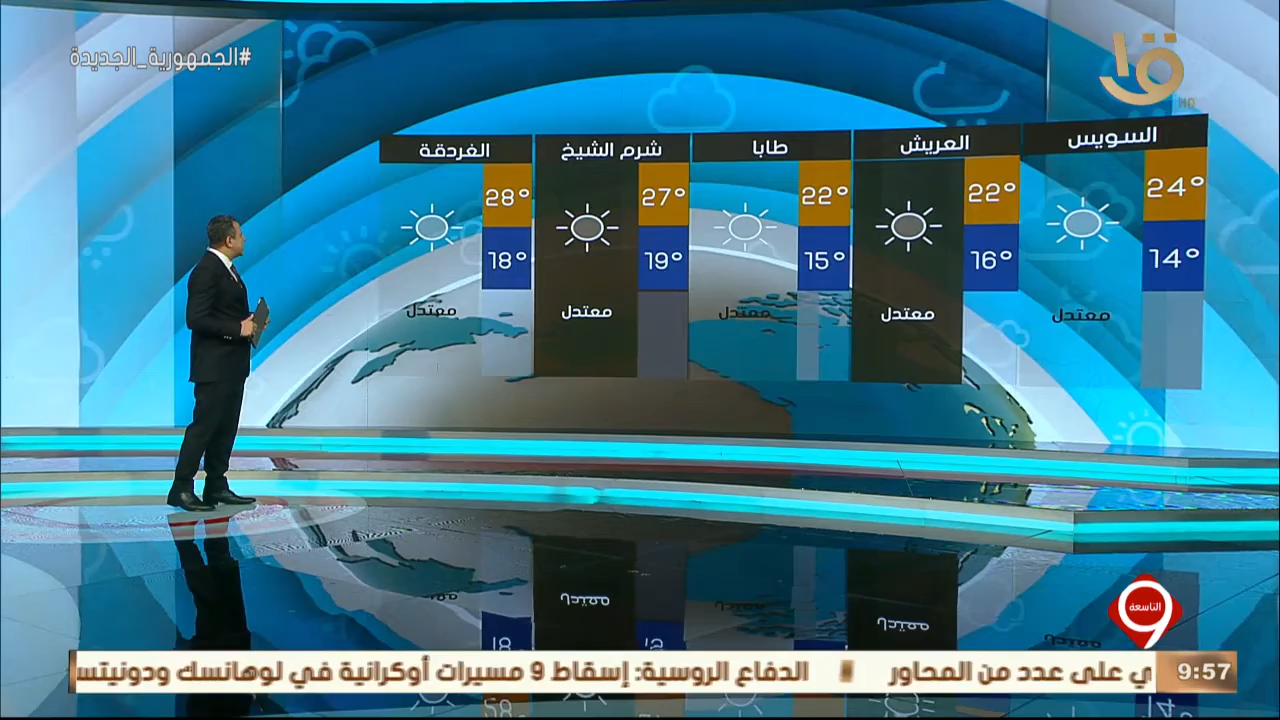 #الجمهورية_الجديدة
HD
السويس
24°
14°
معتدل
العريش
22°
16°
معتدل
طابا
22°
15°
معتدل
شرم الشيخ
27°
19°
معتدل
الغردقة
28°
18°
معتدل
التاسعة
9
9:57
ي على عدد من المحاور
الدفاع الروسية: إسقاط 9 مسيرات أوكرانية في لوهانسك ودونيتس